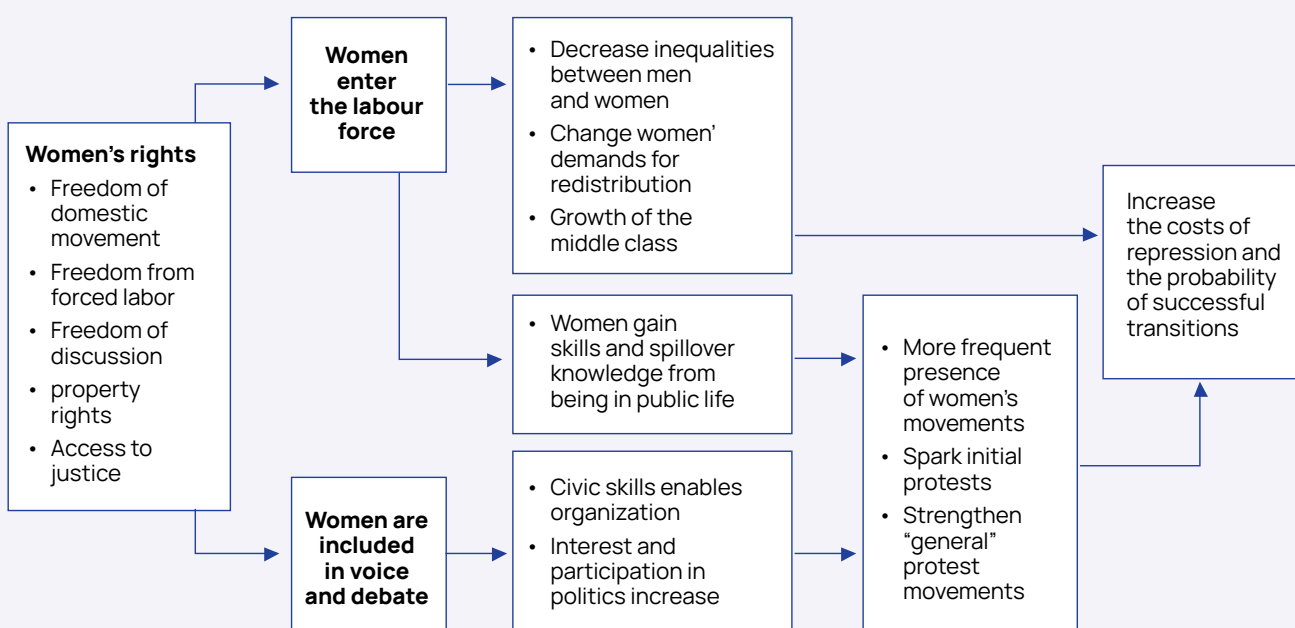 Women's rights
• Freedom of
domestic
movement
• Freedom from
forced labor
• Freedom of
discussion
• property
rights
• Access to
justice
Women
enter
the labour
force
• Decrease inequalities
between men
and women
• Change women'
demands for
redistribution
• Growth of the
middle class
• Women gain
skills and spillover
knowledge from
being in public life
Women are
included
in voice
and debate
• Civic skills enables
organization
• Interest and
participation in
politics increase
• More frequent
presence
of women's
movements
• Spark initial
protests
• Strengthen
“general”
protest
movements
Increase
the costs of
repression and
the probability
of successful
transitions